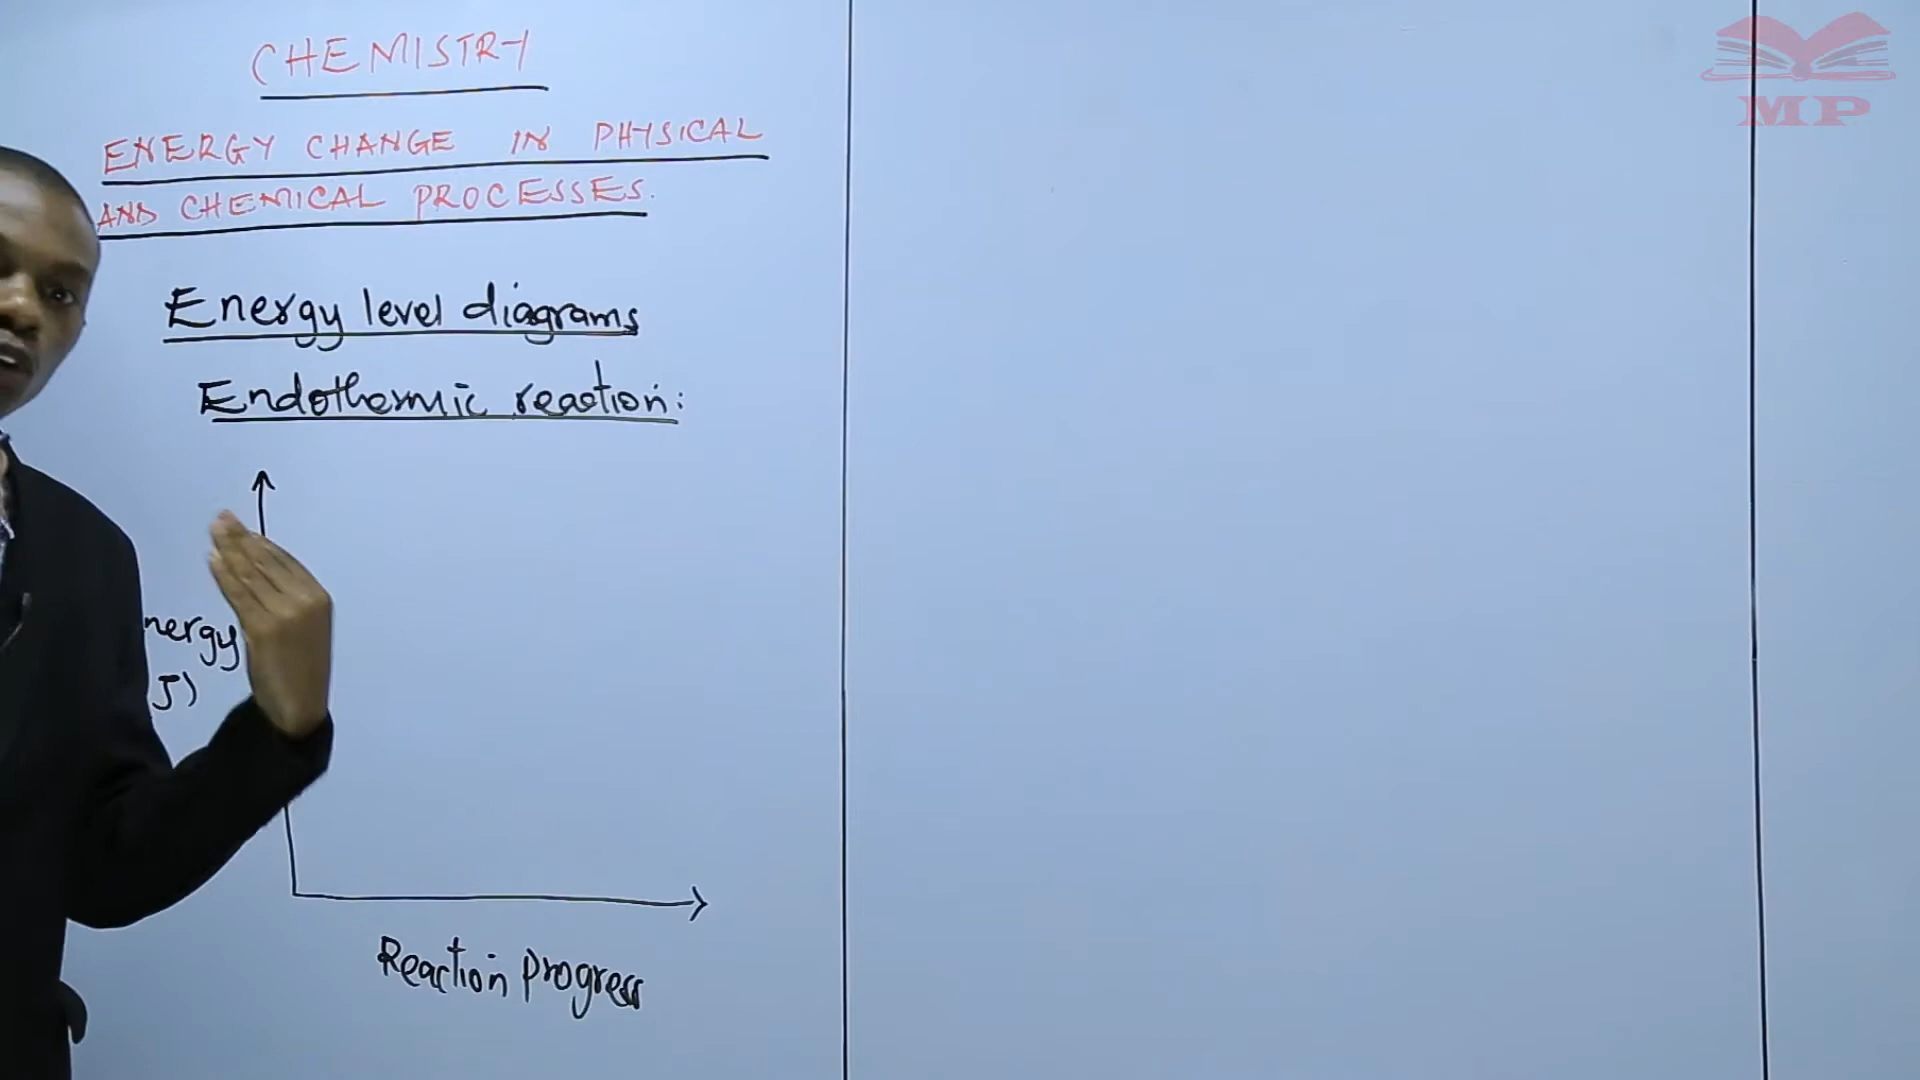 CHEMISTRY
ENERGY CHANGE IN PHYSICAL
AND CHEMICAL PROCESSES.
Energy level diagrams
Endothermic reaction:
nergy
J)
Reaction Progress
MP